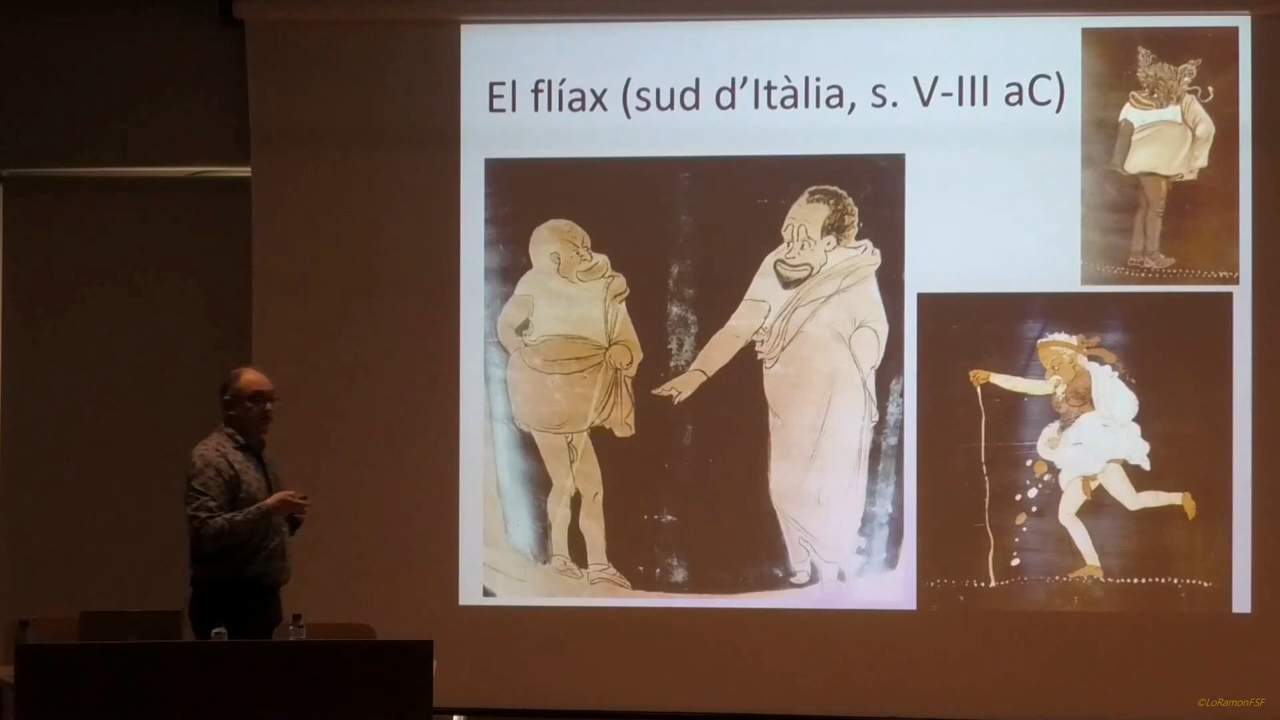 El flíax (sud d’Itàlia, s. V-III aC)
©LoRamonFSF